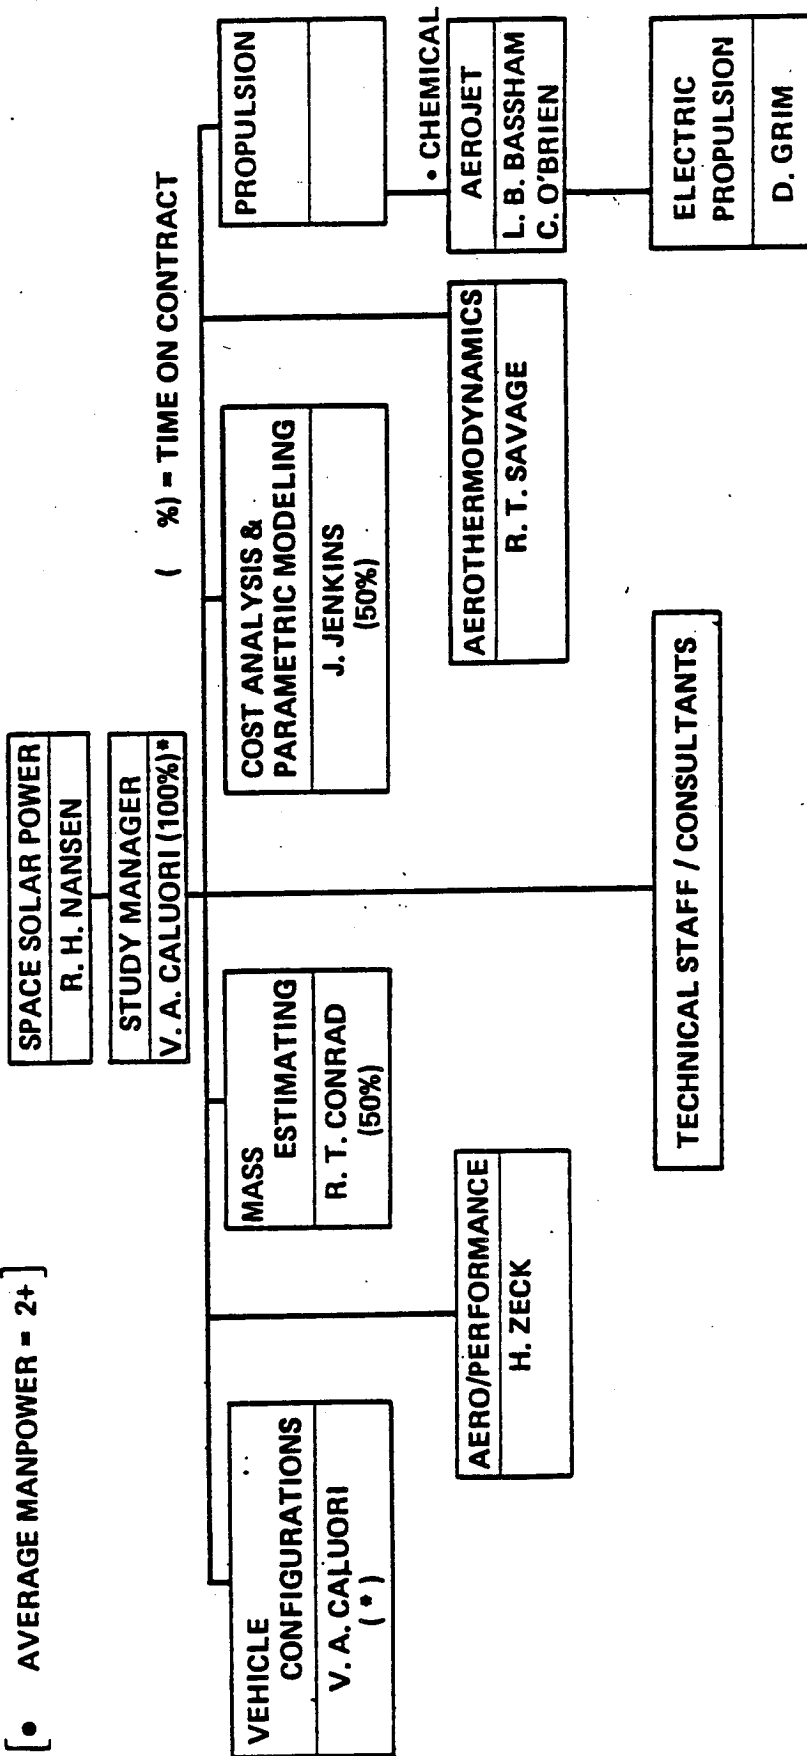 [● AVERAGE MANPOWER = 2+]
SPACE SOLAR POWER
R. H. NANSEN
STUDY MANAGER
V. A. CALUORI (100%)*
( %) = TIME ON CONTRACT
VEHICLE
CONFIGURATIONS
V. A. CALUORI
(*)
MASS
ESTIMATING
R. T. CONRAD
(50%)
COST ANALYSIS &
PARAMETRIC MODELING
J. JENKINS
(50%)
PROPULSION
• CHEMICAL
AERO/PERFORMANCE
H. ZECK
AEROTHERMODYNAMICS
R. T. SAVAGE
AEROJET
L. B. BASSHAM
C. O'BRIEN
TECHNICAL STAFF / CONSULTANTS
ELECTRIC
PROPULSION
D. GRIM